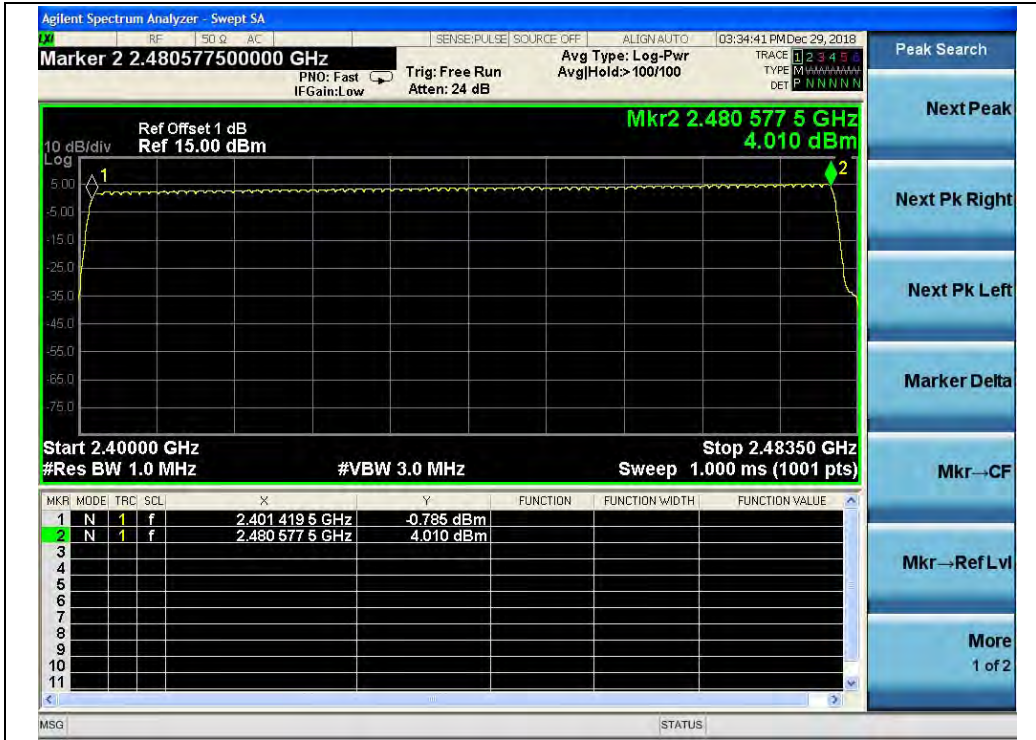 Agilent Spectrum Analyzer - Swept SA
LXI RF 50 Ω AC SENSE:PULSE SOURCE OFF ALIGN AUTO 03:34:41 PM Dec 29, 2018
Marker 2 2.480577500000 GHz
PNO: Fast
IFGain:Low
Trig: Free Run
Atten: 24 dB
Avg Type: Log-Pwr
Avg|Hold:>100/100
TRACE 1 2 3 4 5 6
TYPE M
DET P N N N N N
Peak Search
Next Peak
Next Pk Right
Next Pk Left
Marker Delta
Mkr→CF
Mkr→Ref Lvl
More
1 of 2
Mkr2 2.480 577 5 GHz
4.010 dBm
Ref Offset 1 dB
10 dB/div Ref 15.00 dBm
Log
1
2
5.00
-5.00
-15.0
-25.0
-35.0
-45.0
-55.0
-65.0
-75.0
Start 2.40000 GHz Stop 2.48350 GHz
#Res BW 1.0 MHz #VBW 3.0 MHz Sweep 1.000 ms (1001 pts)
MKR MODE TRC SCL X Y FUNCTION FUNCTION WIDTH FUNCTION VALUE
1 N 1 f 2.401 419 5 GHz -0.785 dBm
2 N 1 f 2.480 577 5 GHz 4.010 dBm
3
4
5
6
7
8
9
10
11
MSG STATUS